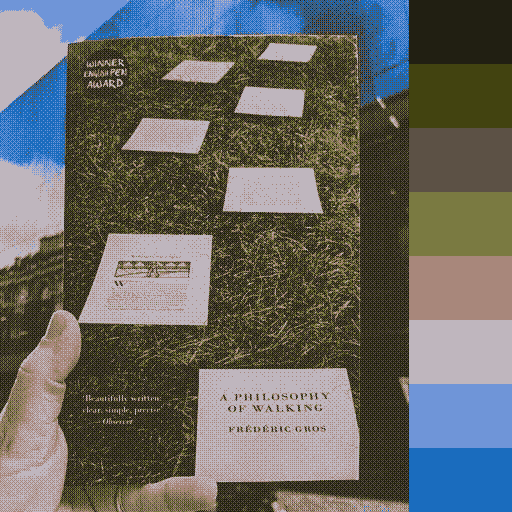 WINNER
ENGLISH PEN
AWARD
W
'Beautifully written:
clear, simple, precise'
—Observer
A PHILOSOPHY
OF WALKING
FRÉDÉRIC GROS